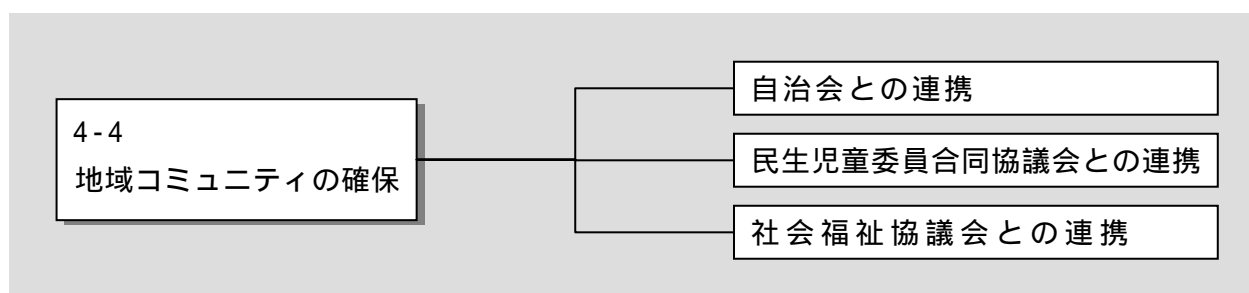 4-4
地域コミュニティの確保
自治会との連携
民生児童委員合同協議会との連携
社会福祉協議会との連携